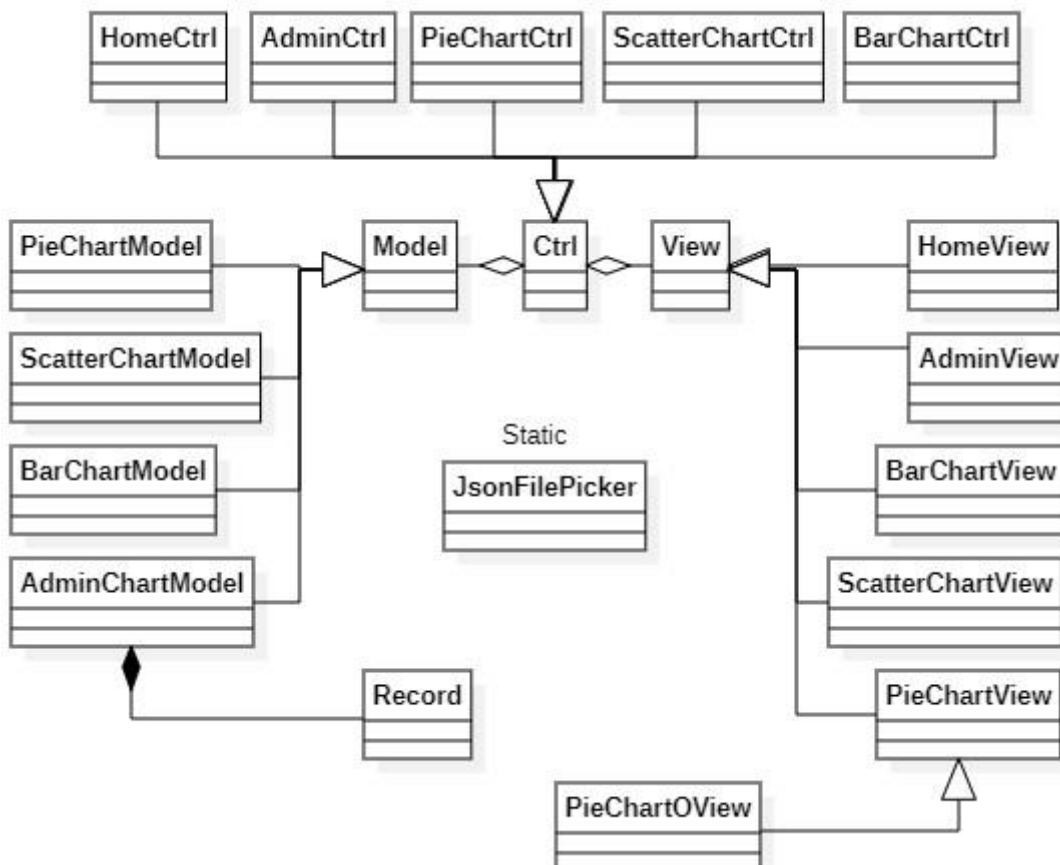 HomeCtrl
AdminCtrl
PieChartCtrl
ScatterChartCtrl
BarChartCtrl
PieChartModel
Model
Ctrl
View
HomeView
ScatterChartModel
AdminView
Static
BarChartModel
JsonFilePicker
BarChartView
AdminChartModel
ScatterChartView
Record
PieChartView
PieChartOView